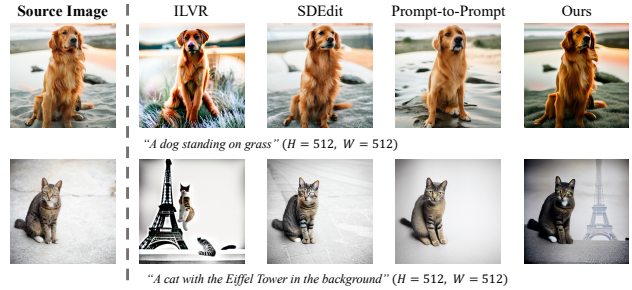 Source Image ILVR SDEdit Prompt-to-Prompt Ours
“A dog standing on grass” (H = 512, W = 512)
“A cat with the Eiffel Tower in the background” (H = 512, W = 512)